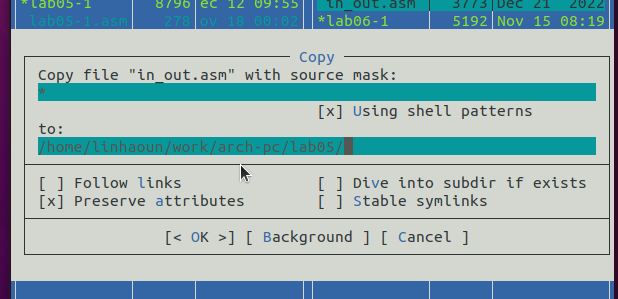 *lab05-1 8796 ec 12 09:55 in_out.asm 3773 Dec 21 2022
lab05-1.asm 278 ov 18 00:02 *lab06-1 5192 Nov 15 08:19
Copy
Copy file "in_out.asm" with source mask:
*
[x] Using shell patterns
to:
/home/linhaoun/work/arch-pc/lab05/
[ ] Follow links [ ] Dive into subdir if exists
[x] Preserve attributes [ ] Stable symlinks
[< OK >] [ Background ] [ Cancel ]